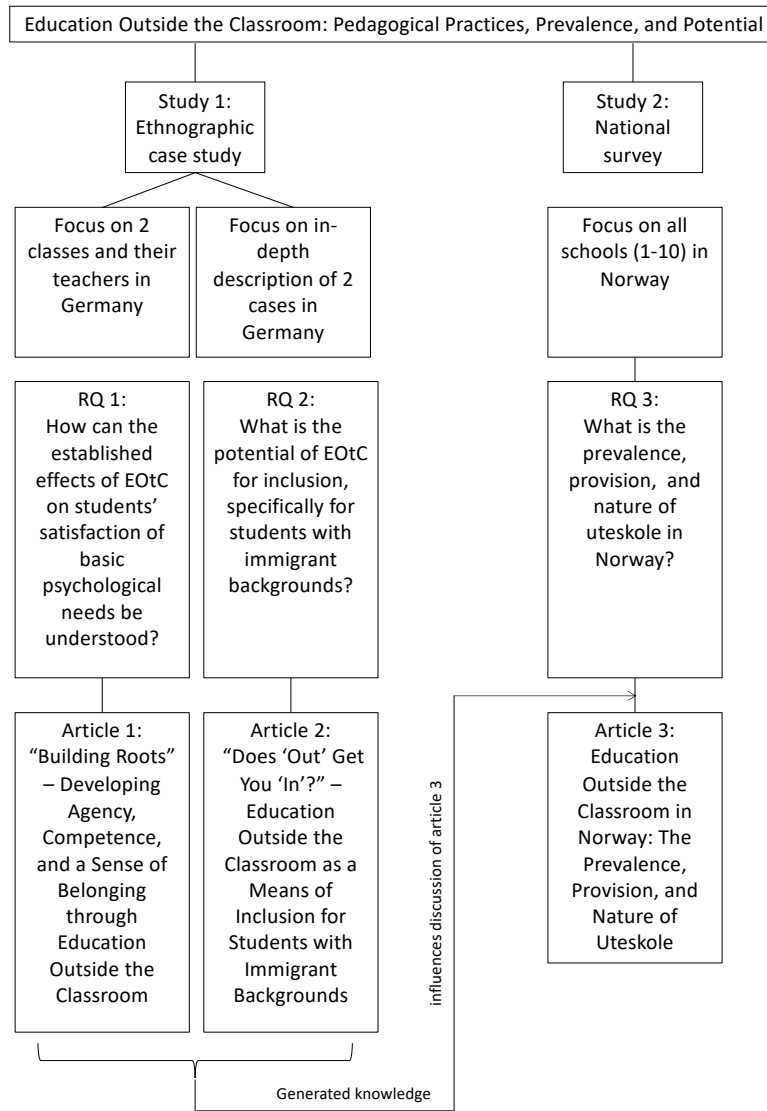 Education Outside the Classroom: Pedagogical Practices, Prevalence, and Potential
Study 1:
Ethnographic
case study
Study 2:
National
survey
Focus on 2
classes and their
teachers in
Germany
Focus on in-
depth
description of 2
cases in
Germany
Focus on all
schools (1-10) in
Norway
RQ 1:
How can the
established
effects of EOtC
on students’
satisfaction of
basic
psychological
needs be
understood?
RQ 2:
What is the
potential of EOtC
for inclusion,
specifically for
students with
immigrant
backgrounds?
RQ 3:
What is the
prevalence,
provision, and
nature of
uteskole in
Norway?
Article 1:
“Building Roots”
– Developing
Agency,
Competence,
and a Sense of
Belonging
through
Education
Outside the
Classroom
Article 2:
“Does ‘Out’ Get
You ‘In’?” –
Education
Outside the
Classroom as a
Means of
Inclusion for
Students with
Immigrant
Backgrounds
influences discussion of article 3
Article 3:
Education
Outside the
Classroom in
Norway: The
Prevalence,
Provision, and
Nature of
Uteskole
Generated knowledge